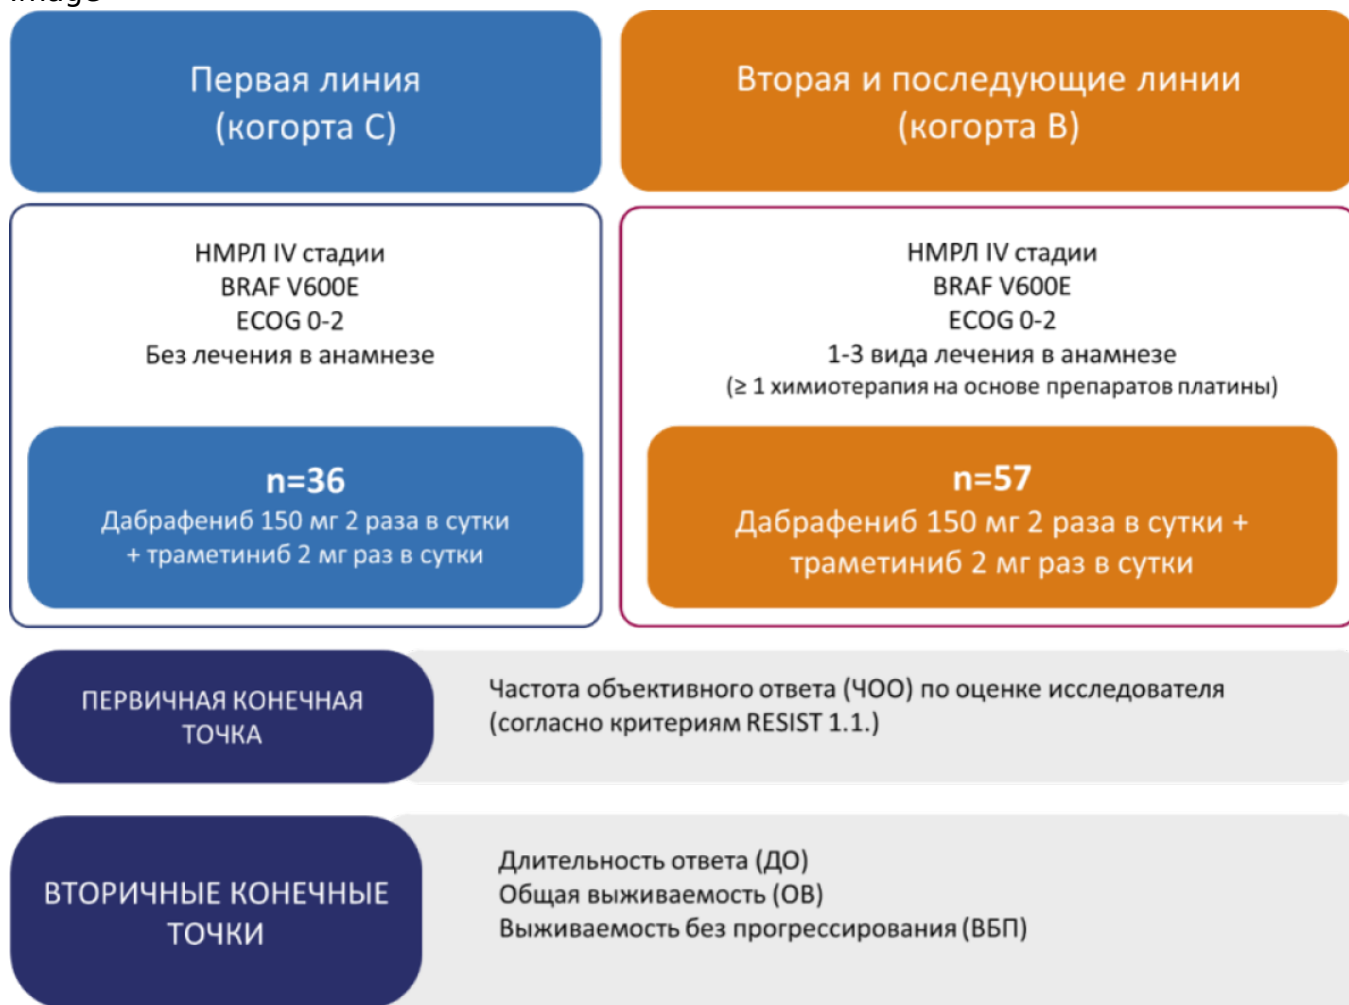 Первая линия
(когорта С)
Вторая и последующие линии
(когорта В)
НМРЛ IV стадии
BRAF V600E
ECOG 0-2
Без лечения в анамнезе
n=36
Дабрафениб 150 мг 2 раза в сутки
+ траметиниб 2 мг раз в сутки
НМРЛ IV стадии
BRAF V600E
ECOG 0-2
1-3 вида лечения в анамнезе
(≥ 1 химиотерапия на основе препаратов платины)
n=57
Дабрафениб 150 мг 2 раза в сутки +
траметиниб 2 мг раз в сутки
ПЕРВИЧНАЯ КОНЕЧНАЯ
ТОЧКА
Частота объективного ответа (ЧОО) по оценке исследователя
(согласно критериям RESIST 1.1.)
ВТОРИЧНЫЕ КОНЕЧНЫЕ
ТОЧКИ
Длительность ответа (ДО)
Общая выживаемость (ОВ)
Выживаемость без прогрессирования (ВБП)